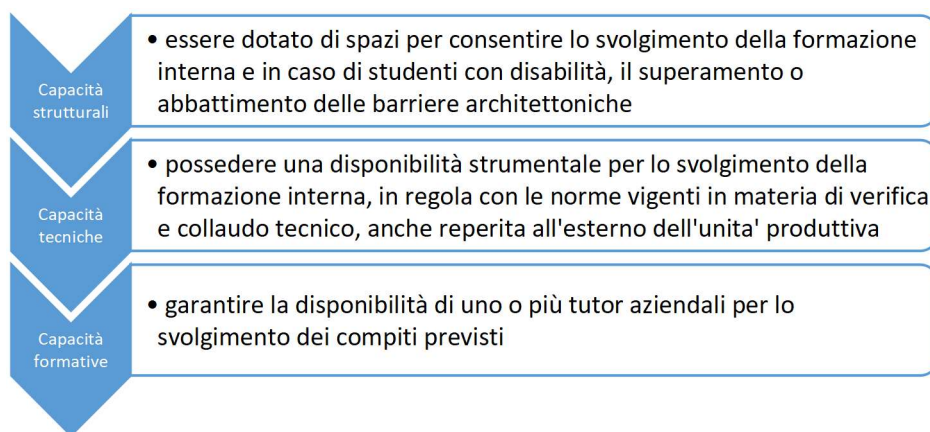 Capacità
strutturali
• essere dotato di spazi per consentire lo svolgimento della formazione
interna e in caso di studenti con disabilità, il superamento o
abbattimento delle barriere architettoniche
Capacità
tecniche
• possedere una disponibilità strumentale per lo svolgimento della
formazione interna, in regola con le norme vigenti in materia di verifica
e collaudo tecnico, anche reperita all'esterno dell'unita' produttiva
Capacità
formative
• garantire la disponibilità di uno o più tutor aziendali per lo
svolgimento dei compiti previsti